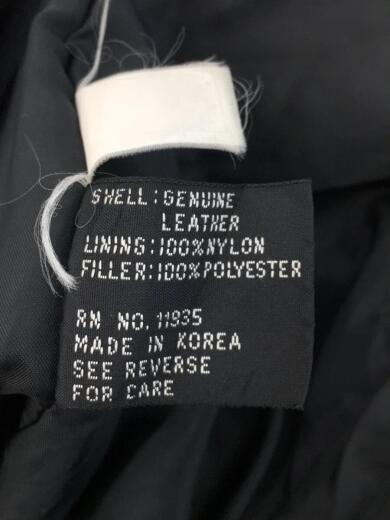 SHELL:GENUINE
LEATHER
LINING:100%NYLON
FILLER:100%POLYESTER
RN NO.11935
MADE IN KOREA
SEE REVERSE
FOR CARE